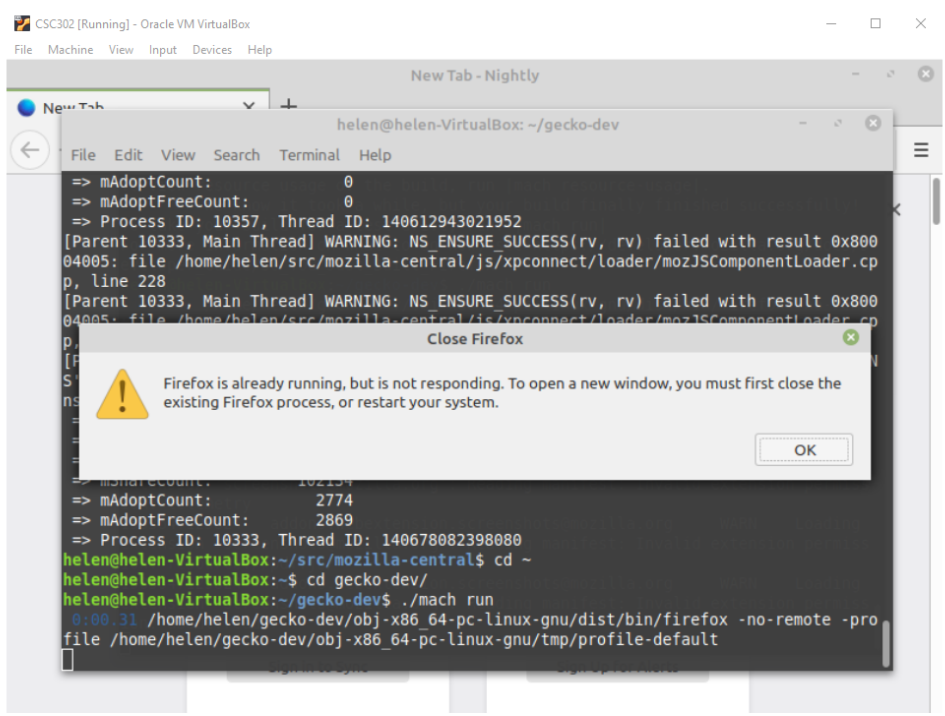 CSC302 [Running] - Oracle VM VirtualBox
File Machine View Input Devices Help
New Tab - Nightly
New Tab
helen@helen-VirtualBox: ~/gecko-dev
File Edit View Search Terminal Help
=> mAdoptCount: 0
=> mAdoptFreeCount: 0
=> Process ID: 10357, Thread ID: 140612943021952
[Parent 10333, Main Thread] WARNING: NS_ENSURE_SUCCESS(rv, rv) failed with result 0x800
04005: file /home/helen/src/mozilla-central/js/xpconnect/loader/mozJSComponentLoader.cp
p, line 228
[Parent 10333, Main Thread] WARNING: NS_ENSURE_SUCCESS(rv, rv) failed with result 0x800
04005: file /home/helen/src/mozilla-central/js/xpconnect/loader/mozJSComponentLoader.cp
p,
Close Firefox
Firefox is already running, but is not responding. To open a new window, you must first close the
existing Firefox process, or restart your system.
OK
=> mShareCount: 102134
=> mAdoptCount: 2774
=> mAdoptFreeCount: 2869
=> Process ID: 10333, Thread ID: 140678082398080
helen@helen-VirtualBox:~/src/mozilla-central$ cd ~
helen@helen-VirtualBox:~$ cd gecko-dev/
helen@helen-VirtualBox:~/gecko-dev$ ./mach run
0:00.31 /home/helen/gecko-dev/obj-x86_64-pc-linux-gnu/dist/bin/firefox -no-remote -pro
file /home/helen/gecko-dev/obj-x86_64-pc-linux-gnu/tmp/profile-default